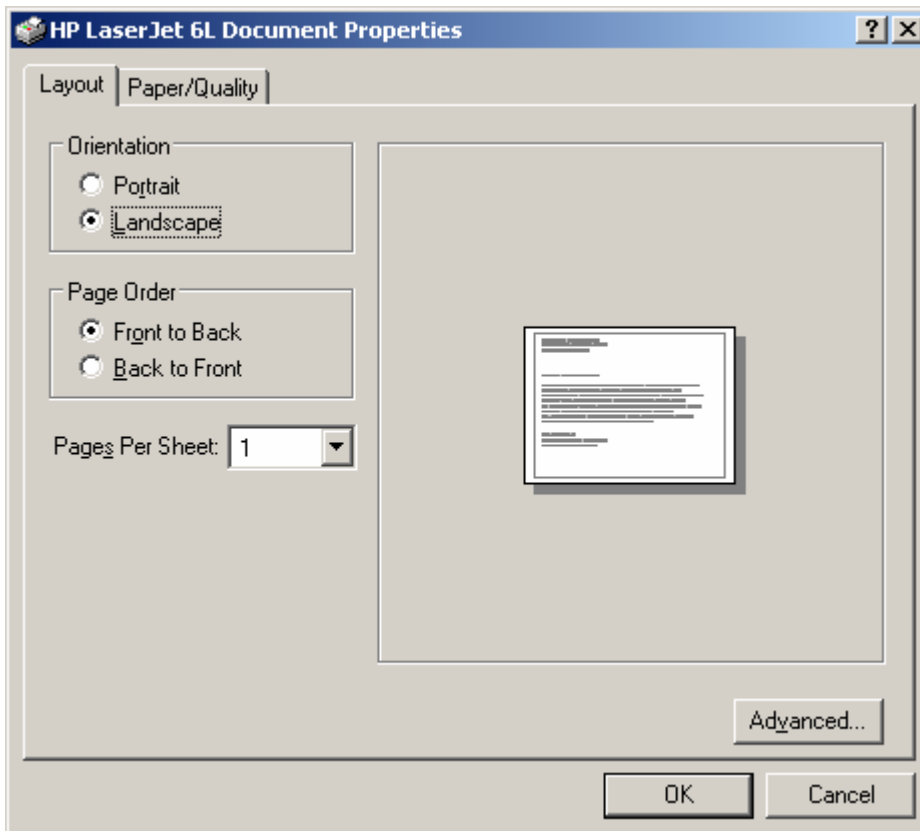 HP LaserJet 6L Document Properties
Layout
Paper/Quality
Orientation
Portrait
Landscape
Page Order
Front to Back
Back to Front
Pages Per Sheet: 1
Advanced...
OK
Cancel